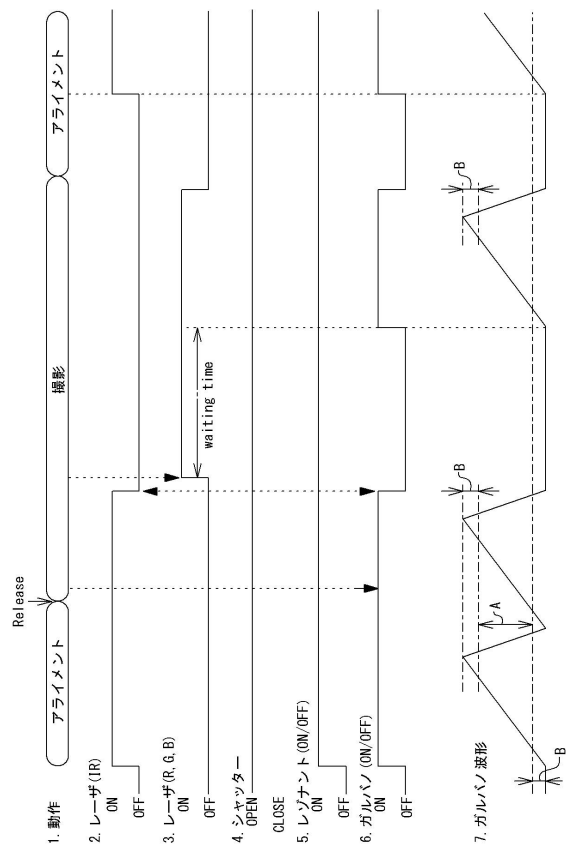 Release
1. 動作
アライメント
撮影
アライメント
2. レーザ(IR)
ON
OFF
3. レーザ(R, G, B)
ON
OFF
waiting time
4. シャッター
OPEN
CLOSE
5. レゾナント(ON/OFF)
ON
OFF
6. ガルバノ(ON/OFF)
ON
OFF
7. ガルバノ波形
B
A
B
B